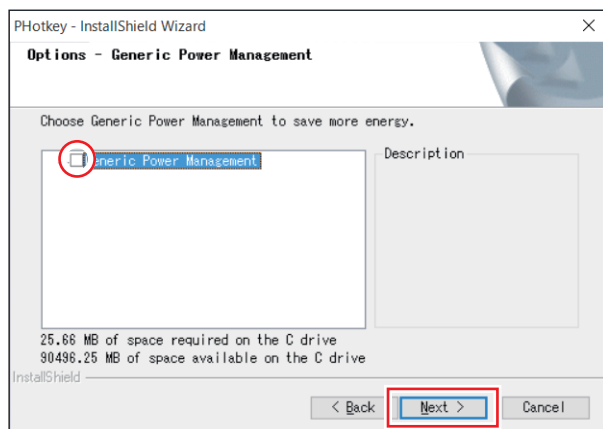 PHotkey - InstallShield Wizard
Options - Generic Power Management
Choose Generic Power Management to save more energy.
eneric Power Management
Description
25.66 MB of space required on the C drive
90496.25 MB of space available on the C drive
InstallShield
< Back
Next >
Cancel